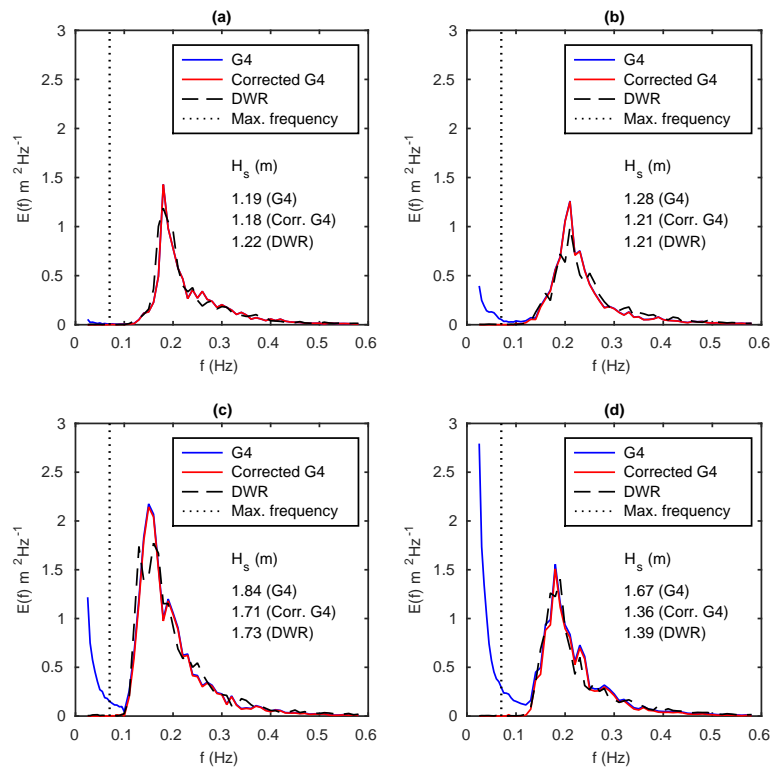 (a)
3
2.5
2
1.5
1
0.5
0
E(f) m ²Hz⁻¹
G4
Corrected G4
DWR
Max. frequency
H_s (m)
1.19 (G4)
1.18 (Corr. G4)
1.22 (DWR)
0 0.1 0.2 0.3 0.4 0.5 0.6
f (Hz)
(b)
3
2.5
2
1.5
1
0.5
0
E(f) m ²Hz⁻¹
G4
Corrected G4
DWR
Max. frequency
H_s (m)
1.28 (G4)
1.21 (Corr. G4)
1.21 (DWR)
0 0.1 0.2 0.3 0.4 0.5 0.6
f (Hz)
(c)
3
2.5
2
1.5
1
0.5
0
E(f) m ²Hz⁻¹
G4
Corrected G4
DWR
Max. frequency
H_s (m)
1.84 (G4)
1.71 (Corr. G4)
1.73 (DWR)
0 0.1 0.2 0.3 0.4 0.5 0.6
f (Hz)
(d)
3
2.5
2
1.5
1
0.5
0
E(f) m ²Hz⁻¹
G4
Corrected G4
DWR
Max. frequency
H_s (m)
1.67 (G4)
1.36 (Corr. G4)
1.39 (DWR)
0 0.1 0.2 0.3 0.4 0.5 0.6
f (Hz)